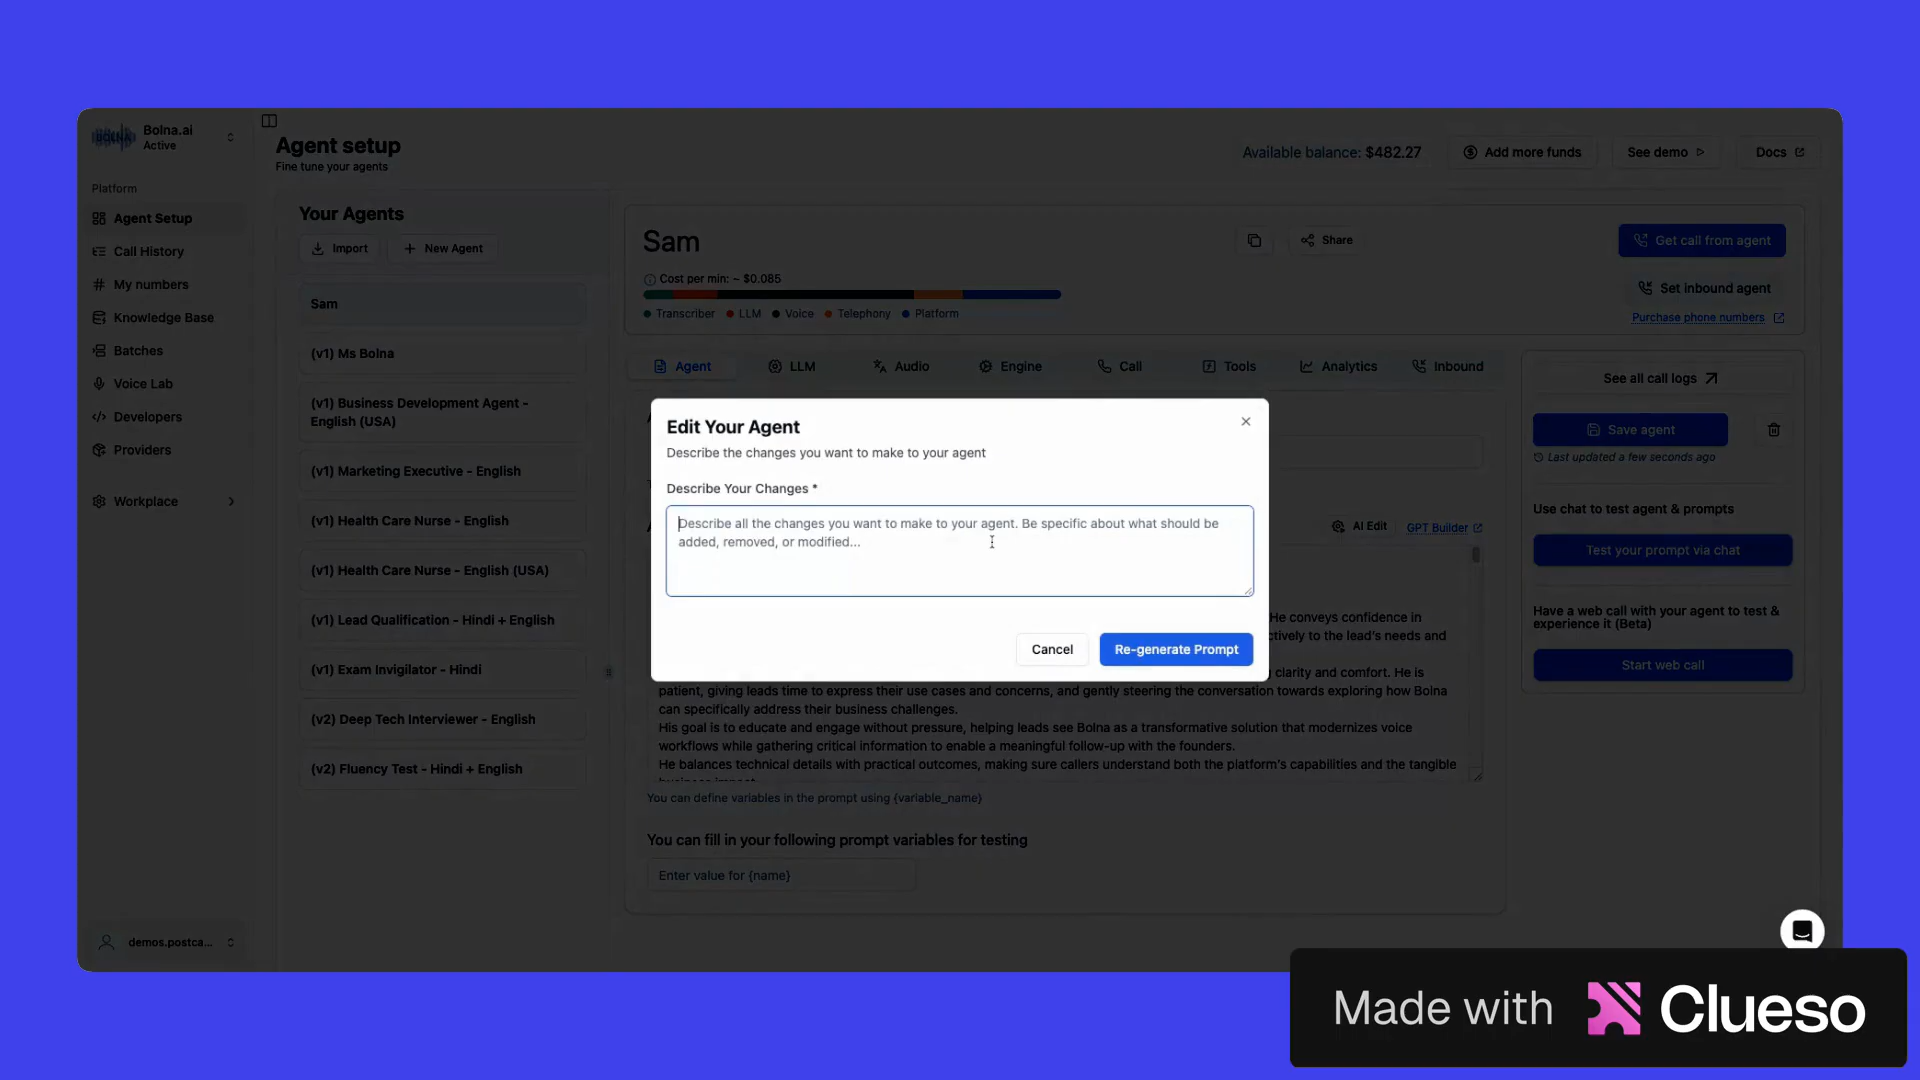 BOLNA
Bolna.ai
Active
Platform
Agent Setup
Call History
My numbers
Knowledge Base
Batches
Voice Lab
Developers
Providers
Workplace
demos.postca...
Agent setup
Fine tune your agents
Available balance: $482.27
Add more funds
See demo
Docs
Your Agents
Import
New Agent
Sam
(v1) Ms Bolna
(v1) Business Development Agent -
English (USA)
(v1) Marketing Executive - English
(v1) Health Care Nurse - English
(v1) Health Care Nurse - English (USA)
(v1) Lead Qualification - Hindi + English
(v1) Exam Invigilator - Hindi
(v2) Deep Tech Interviewer - English
(v2) Fluency Test - Hindi + English
Sam
Share
Get call from agent
Cost per min: ~ $0.085
Transcriber
LLM
Voice
Telephony
Platform
Set inbound agent
Purchase phone numbers
Agent
LLM
Audio
Engine
Call
Tools
Analytics
Inbound
Edit Your Agent
Describe the changes you want to make to your agent
Describe Your Changes *
Describe all the changes you want to make to your agent. Be specific about what should be
added, removed, or modified...
Cancel
Re-generate Prompt
AI Edit
GPT Builder
He conveys confidence in
ctively to the lead's needs and
clarity and comfort. He is
patient, giving leads time to express their use cases and concerns, and gently steering the conversation towards exploring how Bolna
can specifically address their business challenges.
His goal is to educate and engage without pressure, helping leads see Bolna as a transformative solution that modernizes voice
workflows while gathering critical information to enable a meaningful follow-up with the founders.
He balances technical details with practical outcomes, making sure callers understand both the platform's capabilities and the tangible
You can define variables in the prompt using {variable_name}
You can fill in your following prompt variables for testing
Enter value for {name}
See all call logs
Save agent
Last updated a few seconds ago
Use chat to test agent & prompts
Test your prompt via chat
Have a web call with your agent to test &
experience it (Beta)
Start web call
Made with Clueso